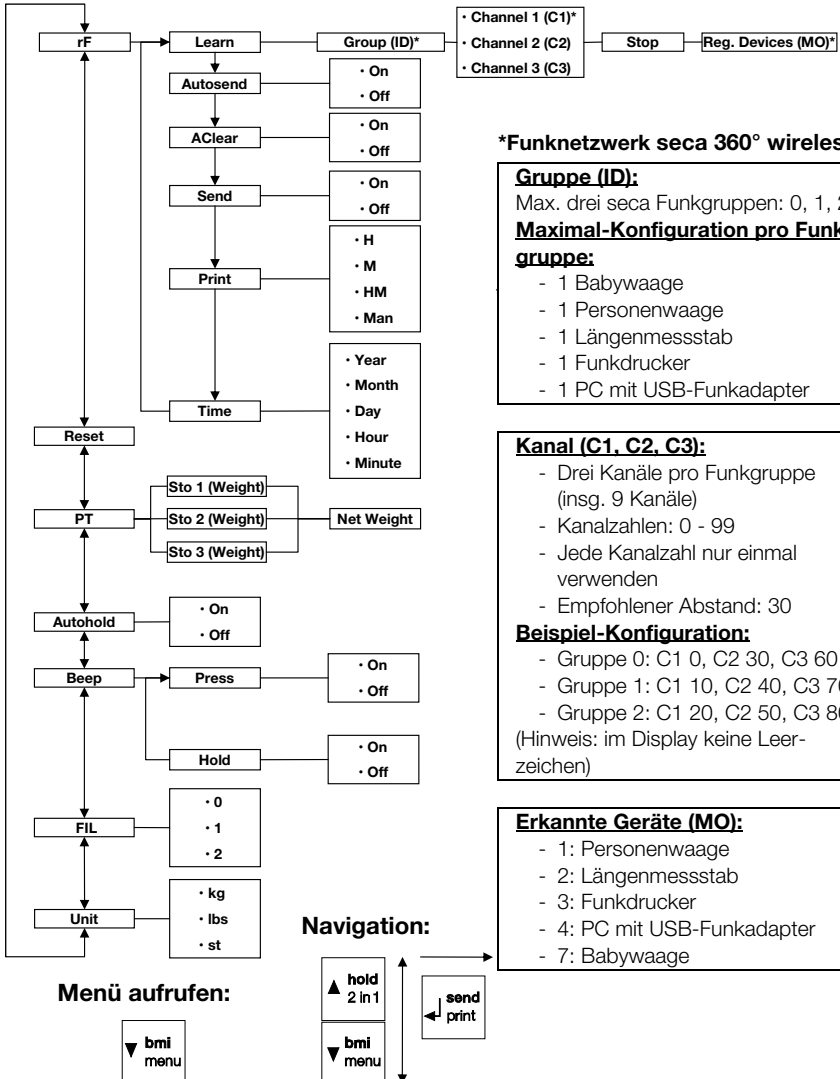 rF
Learn
Group (ID)*
· Channel 1 (C1)*
· Channel 2 (C2)
· Channel 3 (C3)
Stop
Reg. Devices (MO)*
Autosend
· On
· Off
AClear
· On
· Off
Send
· On
· Off
Print
· H
· M
· HM
· Man
Time
· Year
· Month
· Day
· Hour
· Minute
Reset
PT
Sto 1 (Weight)
Sto 2 (Weight)
Sto 3 (Weight)
Net Weight
Autohold
· On
· Off
Beep
Press
· On
· Off
Hold
· On
· Off
FIL
· 0
· 1
· 2
Unit
· kg
· lbs
· st
Menü aufrufen:
bmi
menu
Navigation:
hold
2 in 1
bmi
menu
send
print
*Funknetzwerk seca 360° wireles
Gruppe (ID):
Max. drei seca Funkgruppen: 0, 1, 2
Maximal-Konfiguration pro Funk
gruppe:
- 1 Babywaage
- 1 Personenwaage
- 1 Längenmessstab
- 1 Funkdrucker
- 1 PC mit USB-Funkadapter
Kanal (C1, C2, C3):
- Drei Kanäle pro Funkgruppe
(insg. 9 Kanäle)
- Kanalzahlen: 0 - 99
- Jede Kanalzahl nur einmal
verwenden
- Empfohlener Abstand: 30
Beispiel-Konfiguration:
- Gruppe 0: C1 0, C2 30, C3 60
- Gruppe 1: C1 10, C2 40, C3 70
- Gruppe 2: C1 20, C2 50, C3 80
(Hinweis: im Display keine Leer-
zeichen)
Erkannte Geräte (MO):
- 1: Personenwaage
- 2: Längenmessstab
- 3: Funkdrucker
- 4: PC mit USB-Funkadapter
- 7: Babywaage